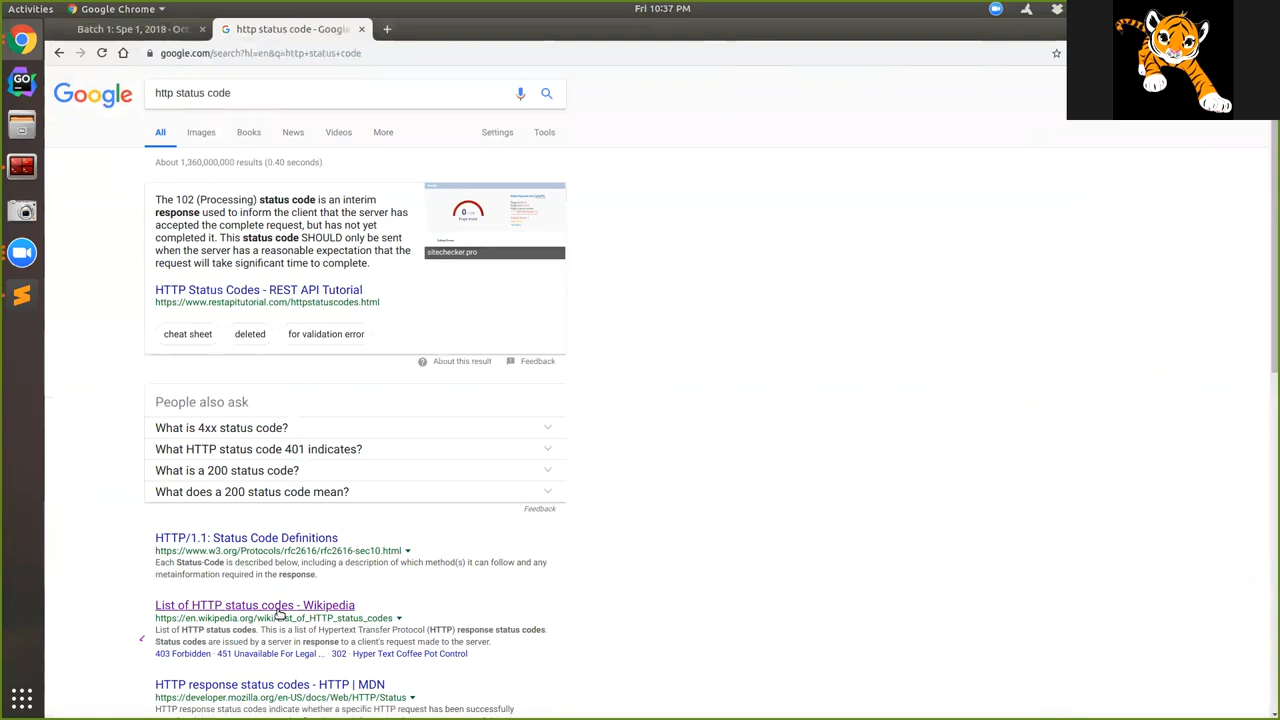 Activities Google Chrome Fri 10:37 PM
Batch 1: Spe 1, 2018 - Oct × http status code - Google × +
google.com/search?hl=en&q=http+status+code
Google http status code
All Images Books News Videos More Settings Tools
About 1,360,000,000 results (0.40 seconds)
The 102 (Processing) status code is an interim
response used to inform the client that the server has
accepted the complete request, but has not yet
completed it. This status code SHOULD only be sent
when the server has a reasonable expectation that the
request will take significant time to complete.
sitechecker.pro
HTTP Status Codes - REST API Tutorial
https://www.restapitutorial.com/httpstatuscodes.html
cheat sheet deleted for validation error
About this result Feedback
People also ask
What is 4xx status code?
What HTTP status code 401 indicates?
What is a 200 status code?
What does a 200 status code mean?
Feedback
HTTP/1.1: Status Code Definitions
https://www.w3.org/Protocols/rfc2616/rfc2616-sec10.html
Each Status-Code is described below, including a description of which method(s) it can follow and any
metainformation required in the response.
List of HTTP status codes - Wikipedia
https://en.wikipedia.org/wiki/List_of_HTTP_status_codes
List of HTTP status codes. This is a list of Hypertext Transfer Protocol (HTTP) response status codes.
Status codes are issued by a server in response to a client's request made to the server.
403 Forbidden · 451 Unavailable For Legal ... · 302 · Hyper Text Coffee Pot Control
HTTP response status codes - HTTP | MDN
https://developer.mozilla.org/en-US/docs/Web/HTTP/Status
HTTP response status codes indicate whether a specific HTTP request has been successfully